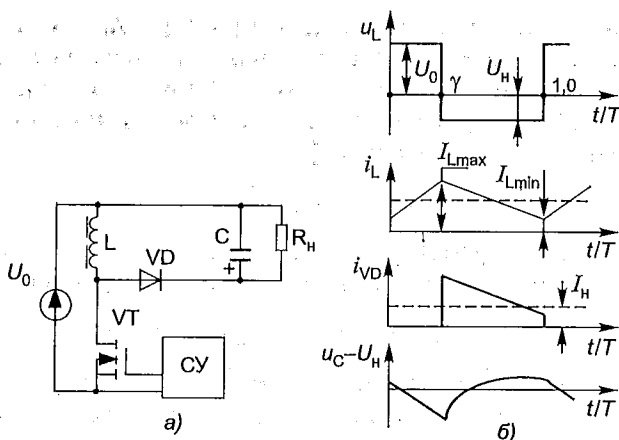 u_L
U_0
γ
U_н
1,0
t/T
i_L
I_Lmax
I_Lmin
t/T
i_VD
I_н
t/T
u_C–U_н
t/T
б)
U_0
L
VD
C
+
R_н
VT
СУ
а)